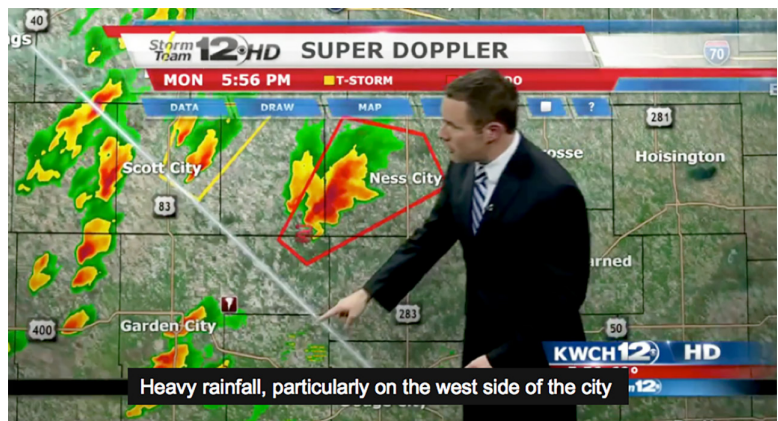 40
gs
Storm
Team 12 HD SUPER DOPPLER
70
MON 5:56 PM T-STORM
DATA DRAW MAP ?
281
Scott City
Hoisington
Ness City
83
283
400
Garden City
50
KWCH 12 HD
12
Heavy rainfall, particularly on the west side of the city